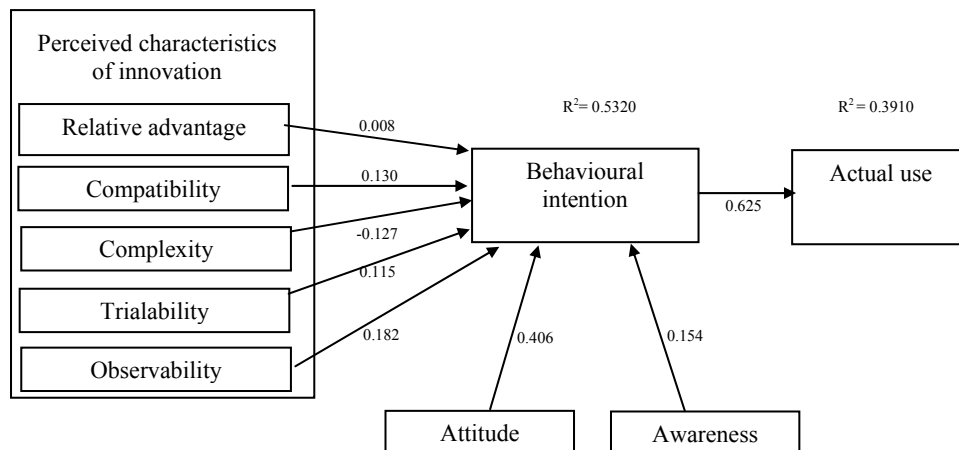 Perceived characteristics
of innovation
Relative advantage
Compatibility
Complexity
Trialability
Observability
0.008
0.130
-0.127
0.115
0.182
R²= 0.5320
Behavioural
intention
0.625
R² = 0.3910
Actual use
0.406
0.154
Attitude
Awareness